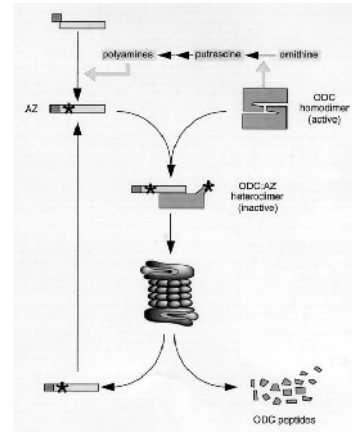 polyamines putrescine ornithine
AZ
ODC
homodimer
(active)
ODC:AZ
heterodimer
(inactive)
ODC peptides